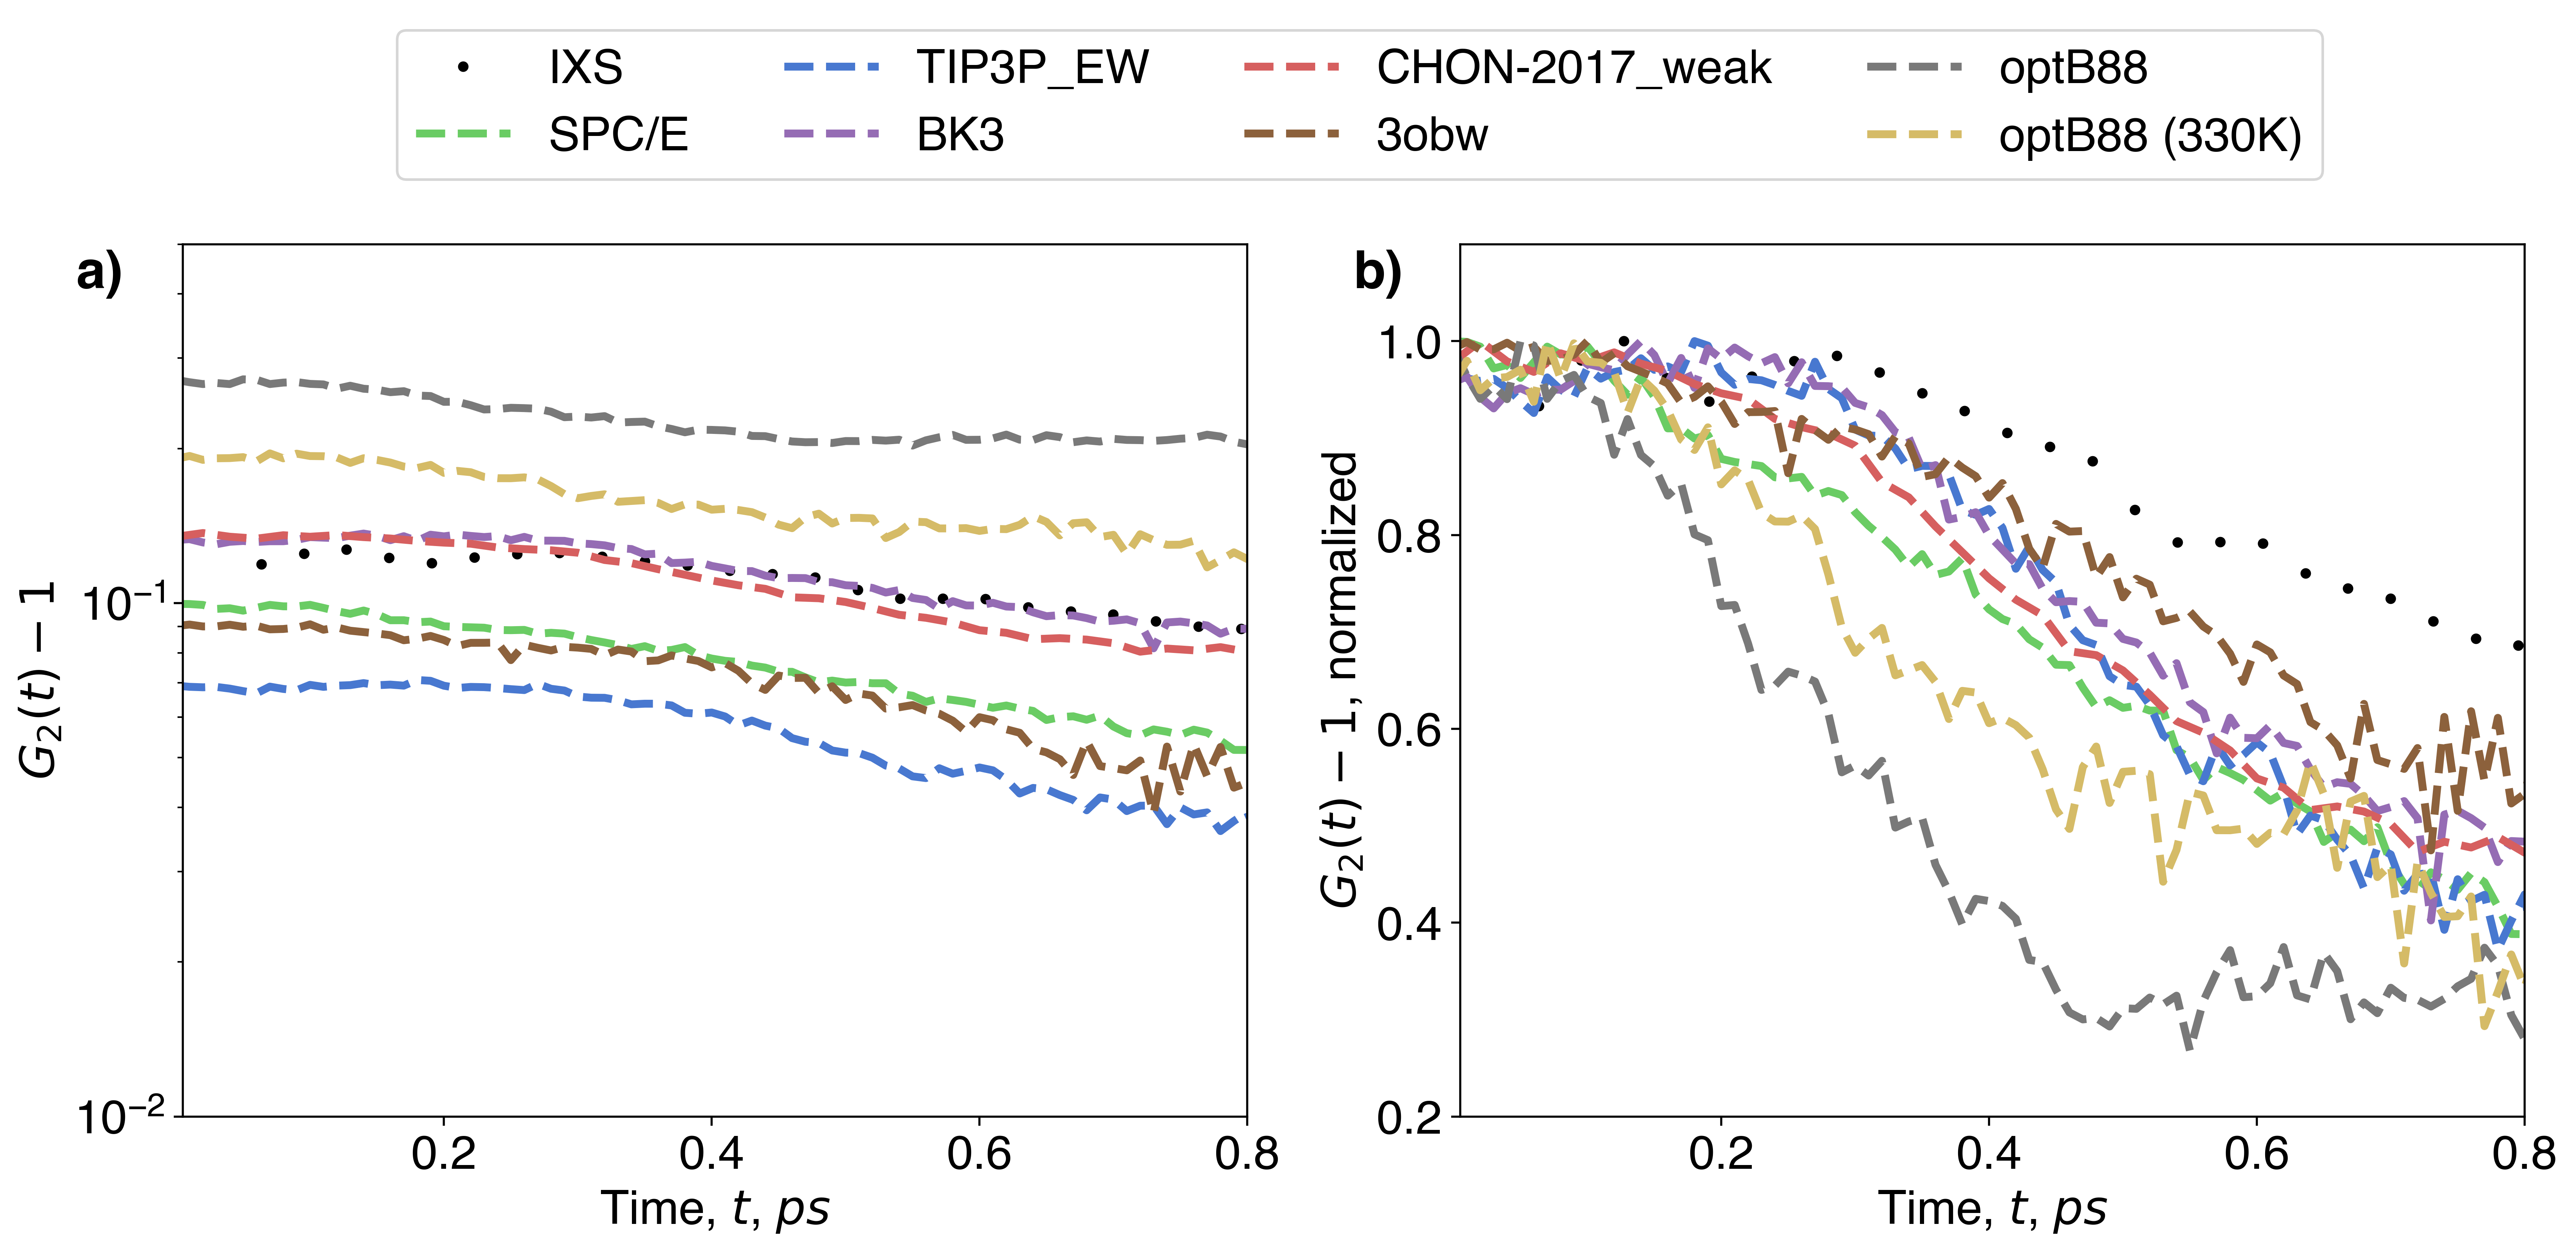 IXS TIP3P_EW CHON-2017_weak optB88
SPC/E BK3 3obw optB88 (330K)
a)
G₂(t) − 1
10⁻¹
10⁻²
0.2 0.4 0.6 0.8
Time, t, ps
b)
G₂(t) − 1, normalized
1.0
0.8
0.6
0.4
0.2
0.2 0.4 0.6 0.8
Time, t, ps